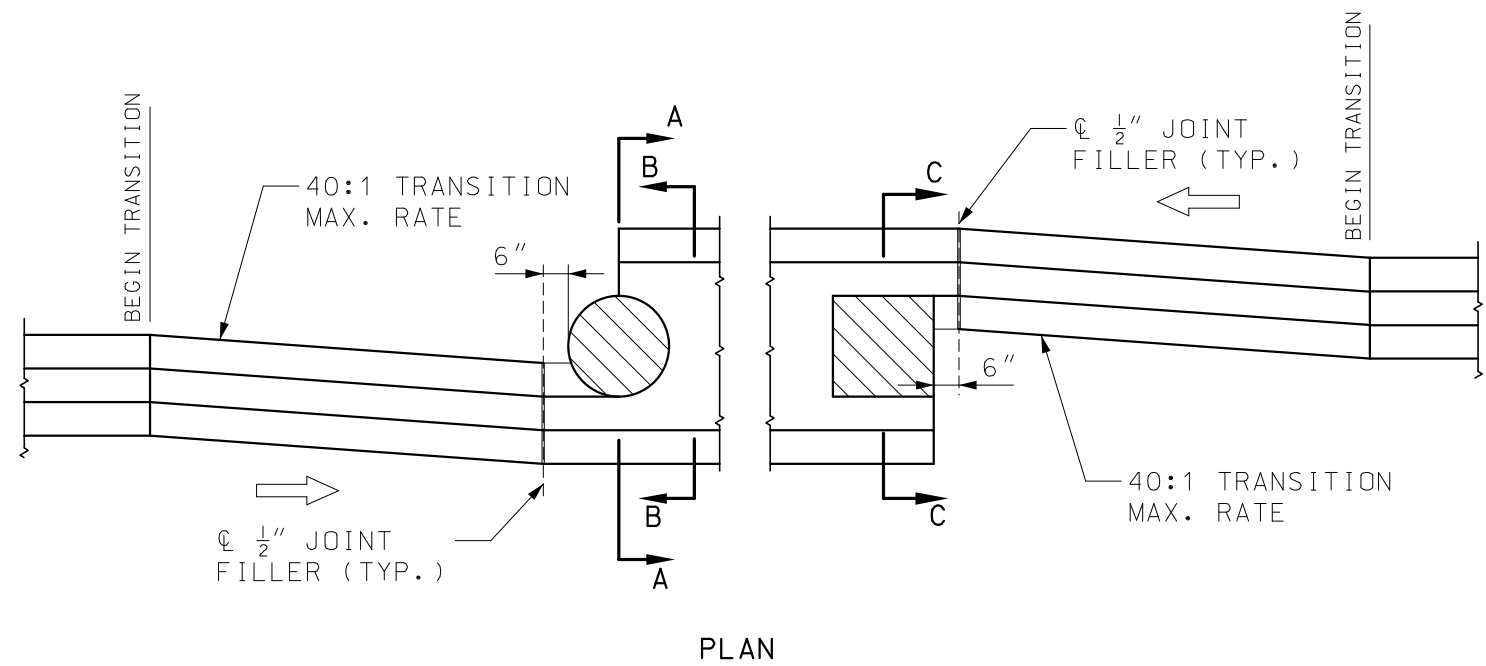 BEGIN TRANSITION
BEGIN TRANSITION
A
B
C
℄ 1/2" JOINT
FILLER (TYP.)
40:1 TRANSITION
MAX. RATE
6"
6"
40:1 TRANSITION
MAX. RATE
℄ 1/2" JOINT
FILLER (TYP.)
B
C
A
PLAN